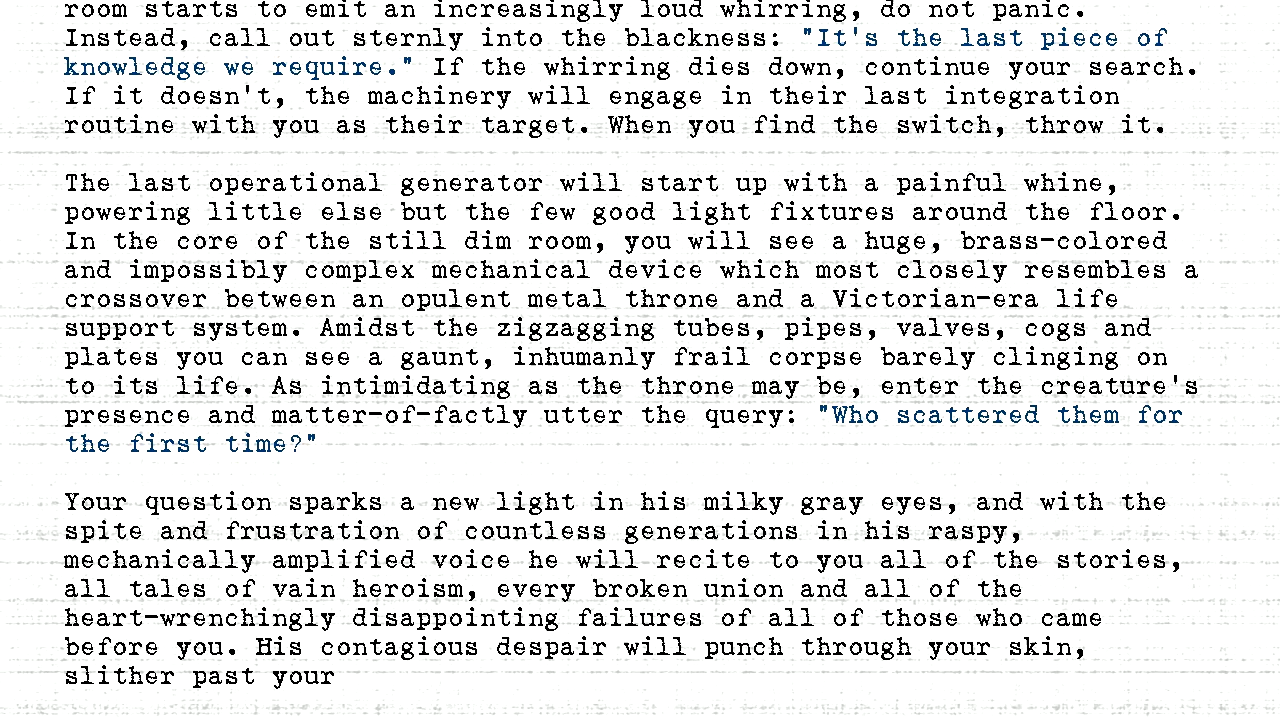 room starts to emit an increasingly loud whirring, do not panic.
Instead, call out sternly into the blackness: "It's the last piece of
knowledge we require." If the whirring dies down, continue your search.
If it doesn't, the machinery will engage in their last integration
routine with you as their target. When you find the switch, throw it.
The last operational generator will start up with a painful whine,
powering little else but the few good light fixtures around the floor.
In the core of the still dim room, you will see a huge, brass-colored
and impossibly complex mechanical device which most closely resembles a
crossover between an opulent metal throne and a Victorian-era life
support system. Amidst the zigzagging tubes, pipes, valves, cogs and
plates you can see a gaunt, inhumanly frail corpse barely clinging on
to its life. As intimidating as the throne may be, enter the creature's
presence and matter-of-factly utter the query: "Who scattered them for
the first time?"
Your question sparks a new light in his milky gray eyes, and with the
spite and frustration of countless generations in his raspy,
mechanically amplified voice he will recite to you all of the stories,
all tales of vain heroism, every broken union and all of the
heart-wrenchingly disappointing failures of all of those who came
before you. His contagious despair will punch through your skin,
slither past your